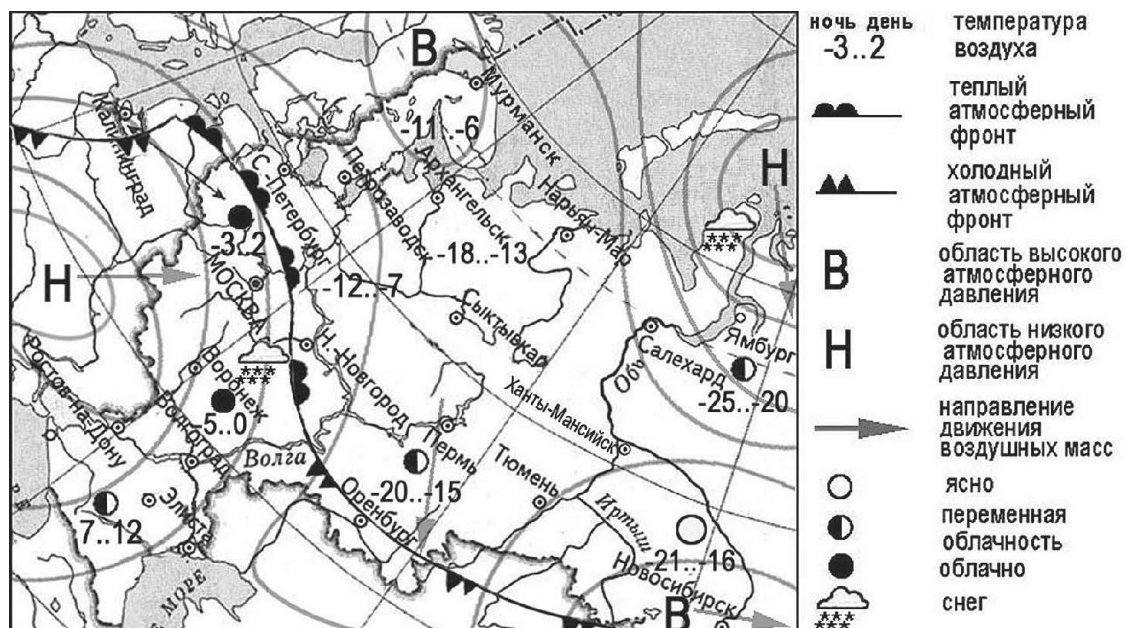 В
Мурманск
-11..-6
Калининград
С.-Петербург
Петрозаводск
Архангельск
Нарьян-Мар
Н
-3..2
-18..-13
Н
МОСКВА
-12..-7
Сыктывкар
Салехард
Ямбург
Обь
-25..-20
Ростов-на-Дону
Воронеж
Н.-Новгород
Ханты-Мансийск
-5..0
Волгоград
Волга
Пермь
Тюмень
-20..-15
Оренбург
Иртыш
7..12
Элиста
-21..-16
Новосибирск
МОРЕ
В
ночь день
-3..2
температура
воздуха
теплый
атмосферный
фронт
холодный
атмосферный
фронт
В
область высокого
атмосферного
давления
Н
область низкого
атмосферного
давления
направление
движения
воздушных масс
ясно
переменная
облачность
облачно
снег